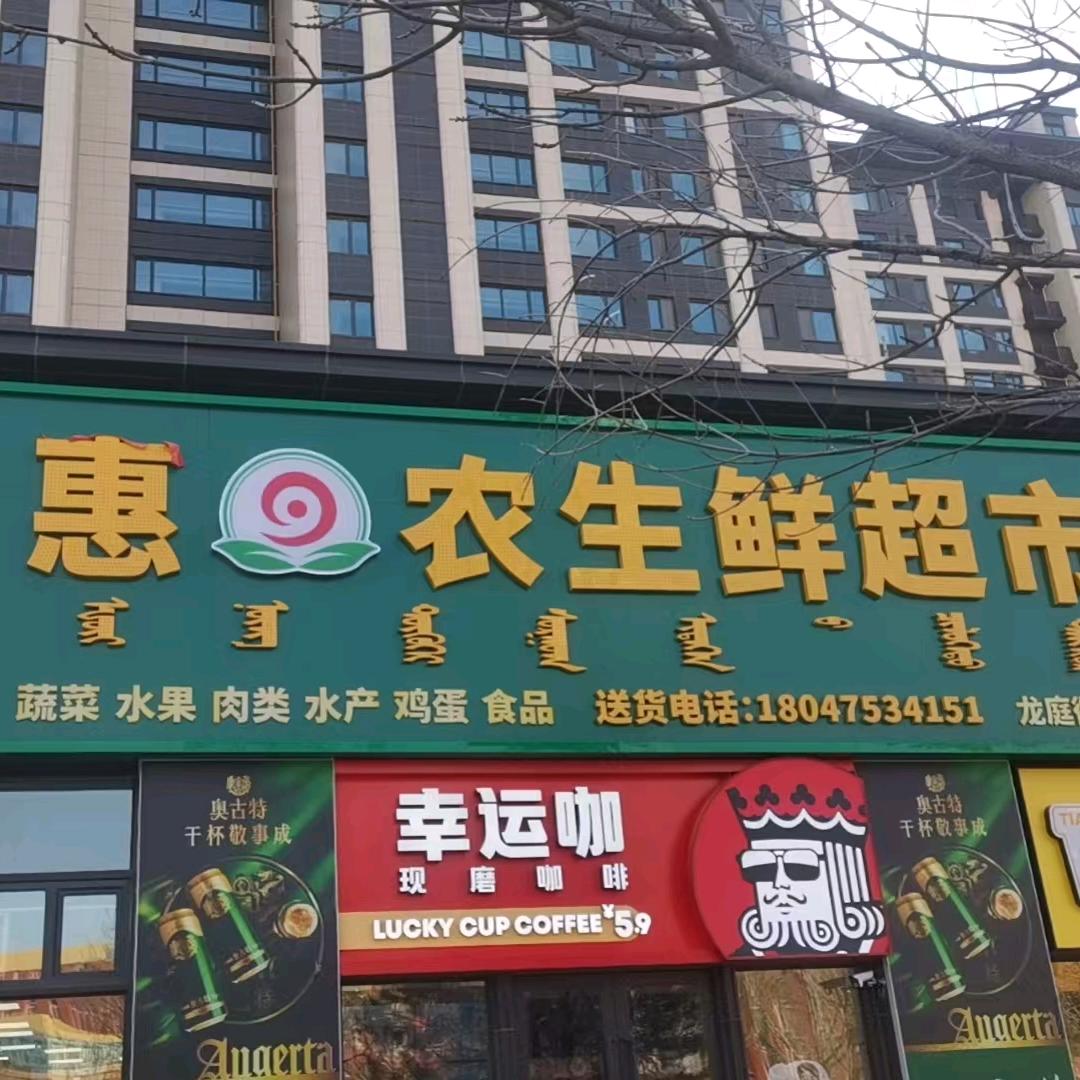 惠农生鲜超市
蔬菜 水果 肉类 水产 鸡蛋 食品 送货电话:18047534151 龙庭
奥古特
干杯敬事成
Angerta
幸运咖
现磨咖啡
LUCKY CUP COFFEE ¥5.9
奥古特
干杯敬事成
Angerta